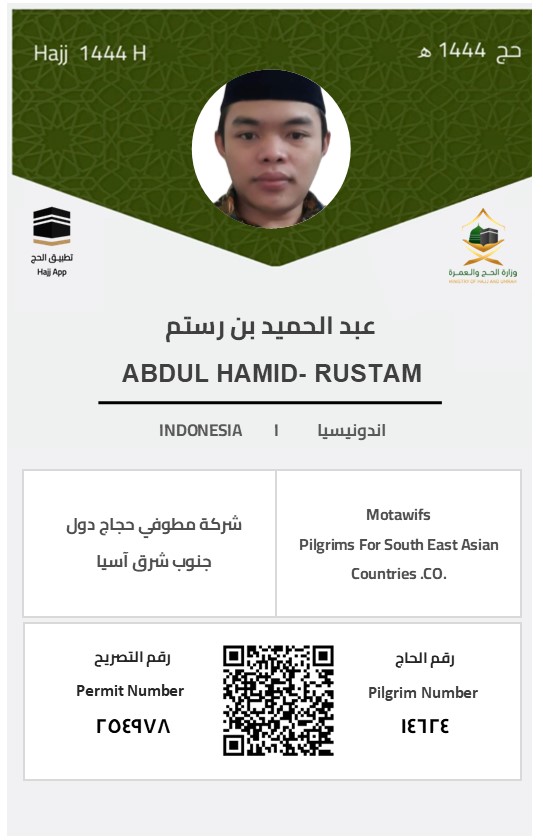 Hajj 1444 H
حج 1444 هـ
تطبيق الحج
Hajj App
وزارة الحـج والـعمـرة
MINISTRY OF HAJJ AND UMRAH
عبد الحميد بن رستم
ABDUL HAMID- RUSTAM
INDONESIA | اندونيسيا
شركة مطوفي حجاج دول
جنوب شرق آسيا
Motawifs
Pilgrims For South East Asian
Countries .CO.
رقم التصريح
Permit Number
٢٥٤٩٧٨
رقم الحاج
Pilgrim Number
١٤٦٢٤